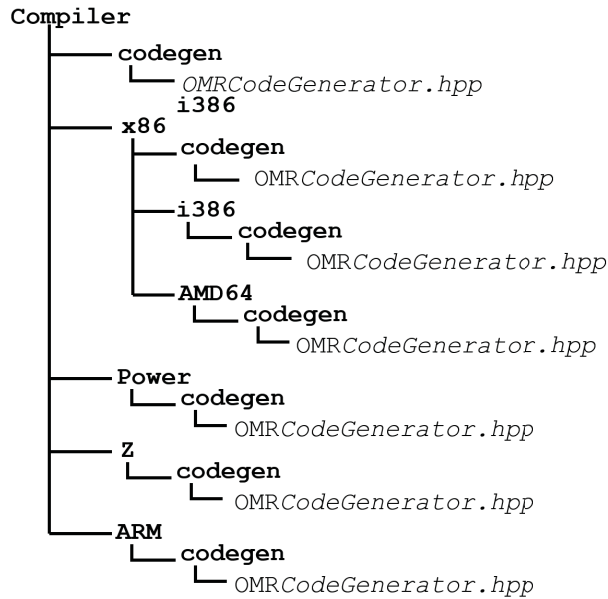 Compiler
codegen
OMRCodeGenerator.hpp
i386
x86
codegen
OMRCodeGenerator.hpp
i386
codegen
OMRCodeGenerator.hpp
AMD64
codegen
OMRCodeGenerator.hpp
Power
codegen
OMRCodeGenerator.hpp
Z
codegen
OMRCodeGenerator.hpp
ARM
codegen
OMRCodeGenerator.hpp